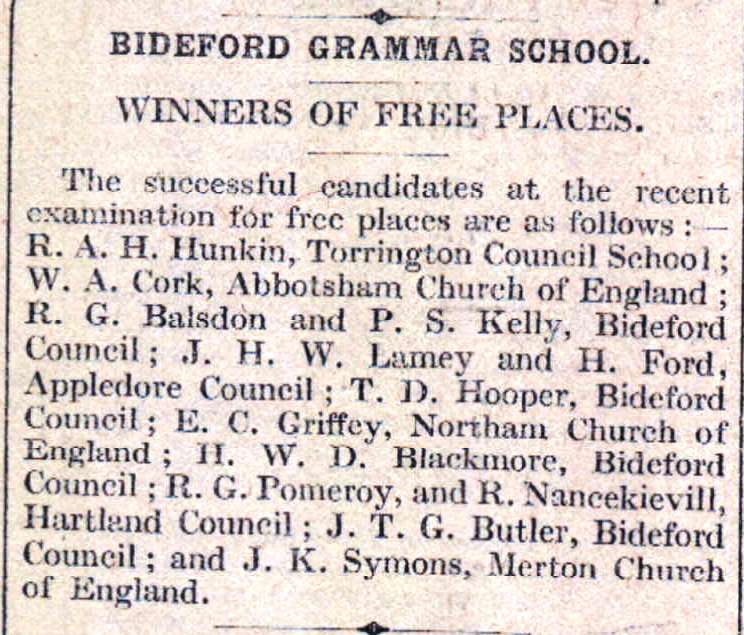 BIDEFORD GRAMMAR SCHOOL.
WINNERS OF FREE PLACES.
The successful candidates at the recent
examination for free places are as follows :—
R. A. H. Hunkin, Torrington Council School ;
W. A. Cork, Abbotsham Church of England ;
R. G. Balsdon and P. S. Kelly, Bideford
Council ; J. H. W. Lamey and H. Ford,
Appledore Council ; T. D. Hooper, Bideford
Council ; E. C. Griffey, Northam Church of
England ; H. W. D. Blackmore, Bideford
Council ; R. G. Pomeroy, and R. Nancekievill,
Hartland Council ; J. T. G. Butler, Bideford
Council ; and J. K. Symons, Merton Church
of England.